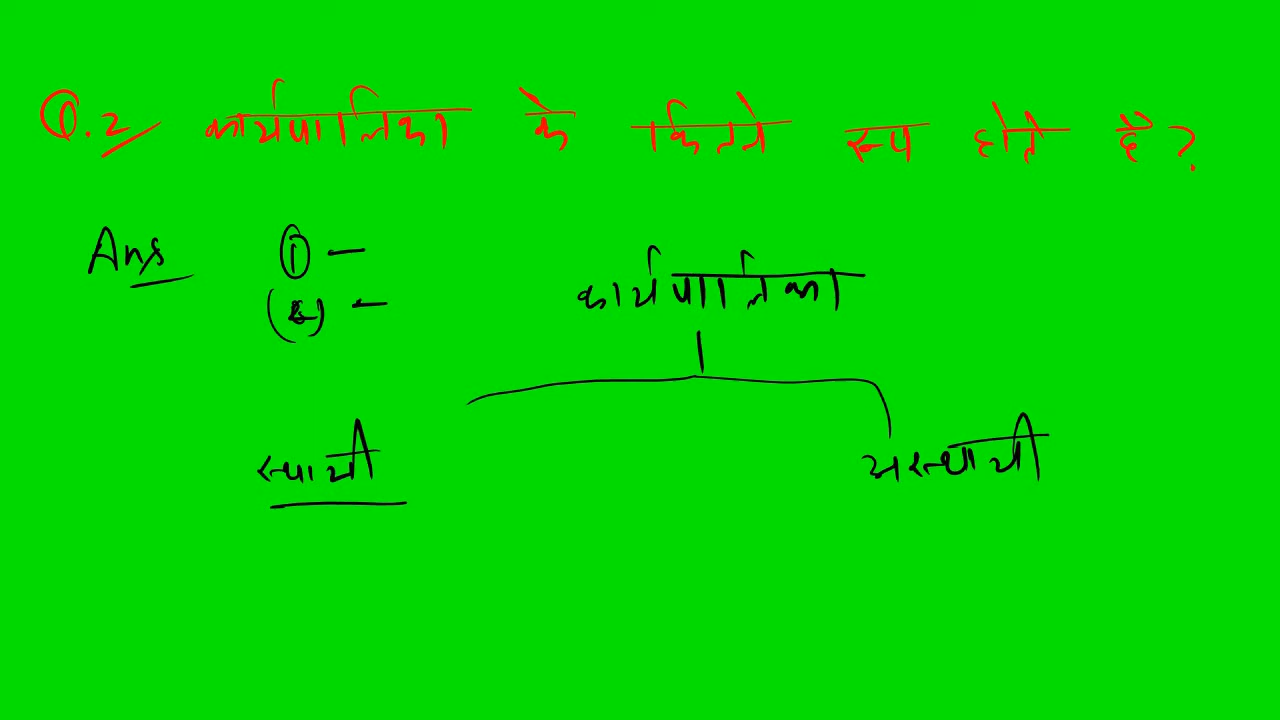 Q.2 कार्यपालिका के कितने रूप होते है ?
Ans ① – कार्यपालिका
स्थायी अस्थायी